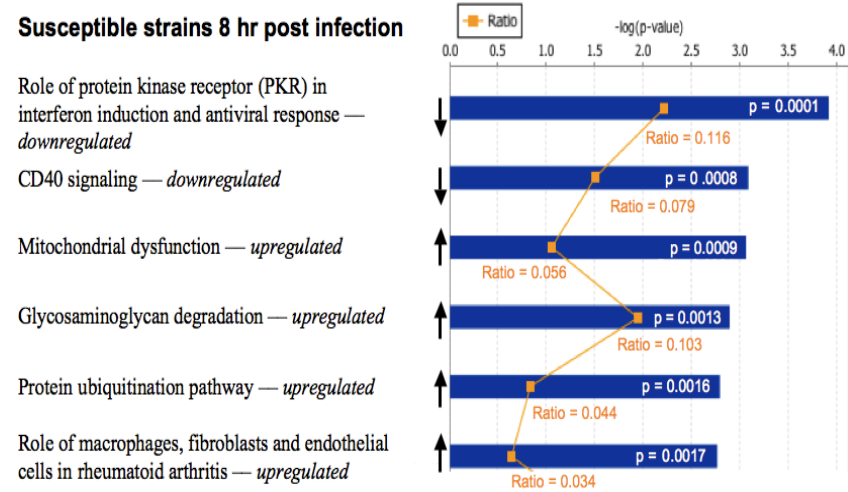 Susceptible strains 8 hr post infection
Ratio
-log(p-value)
0.0 0.5 1.0 1.5 2.0 2.5 3.0 3.5 4.0
Role of protein kinase receptor (PKR) in
interferon induction and antiviral response —
downregulated
p = 0.0001
Ratio = 0.116
CD40 signaling — downregulated
p = 0 .0008
Ratio = 0.079
Mitochondrial dysfunction — upregulated
p = 0.0009
Ratio = 0.056
Glycosaminoglycan degradation — upregulated
p = 0.0013
Ratio = 0.103
Protein ubiquitination pathway — upregulated
p = 0.0016
Ratio = 0.044
Role of macrophages, fibroblasts and endothelial
cells in rheumatoid arthritis — upregulated
p = 0.0017
Ratio = 0.034